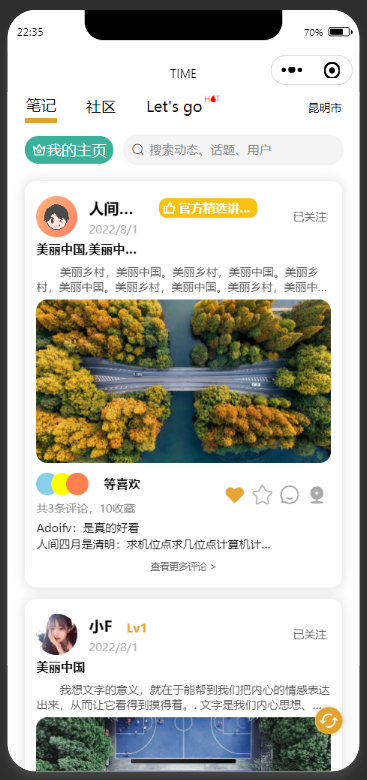 22:35
70%
TIME
笔记 社区 Let's go HOT 昆明市
我的主页 搜索动态、话题、用户
人间... 官方精选讲... 已关注
2022/8/1
美丽中国,美丽中...
美丽乡村，美丽中国。美丽乡村，美丽中国。美丽乡
村，美丽中国。美丽乡村，美丽中国。美丽乡村，美丽中...
等喜欢
共3条评论，10收藏
Adoifv：是真的好看
人间四月是清明：求机位点求几位点计算机计...
查看更多评论 >
小F Lv1 已关注
2022/8/1
美丽中国
我想文字的意义，就在于能帮到我们把内心的情感表达
出来，从而让它看得到摸得着。. 文字是我们内心思想、...